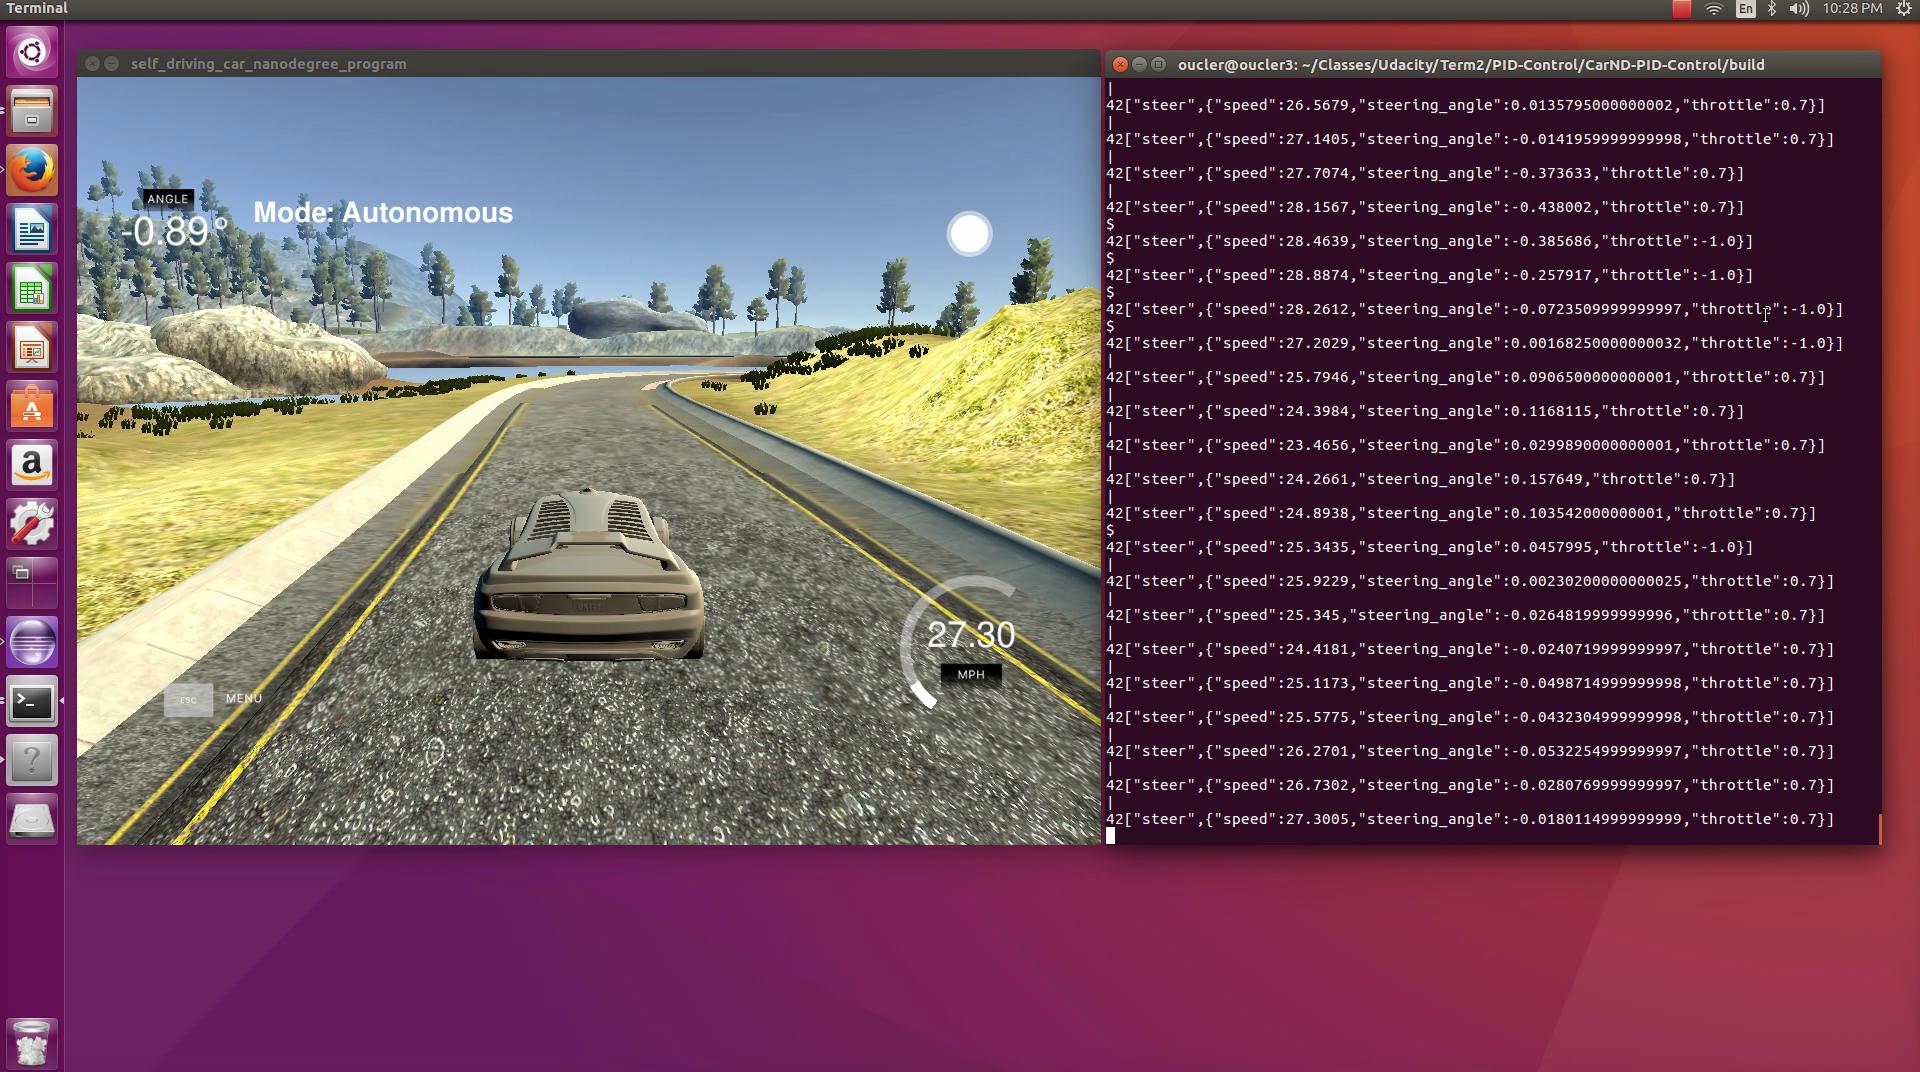 Terminal
En
10:28 PM
self_driving_car_nanodegree_program
ANGLE
-0.89°
Mode: Autonomous
27.30
MPH
ESC
MENU
oucler@oucler3: ~/Classes/Udacity/Term2/PID-Control/CarND-PID-Control/build
|
42["steer",{"speed":26.5679,"steering_angle":0.0135795000000002,"throttle":0.7}]
|
42["steer",{"speed":27.1405,"steering_angle":-0.0141959999999998,"throttle":0.7}]
|
42["steer",{"speed":27.7074,"steering_angle":-0.373633,"throttle":0.7}]
|
42["steer",{"speed":28.1567,"steering_angle":-0.438002,"throttle":0.7}]
$
42["steer",{"speed":28.4639,"steering_angle":-0.385686,"throttle":-1.0}]
$
42["steer",{"speed":28.8874,"steering_angle":-0.257917,"throttle":-1.0}]
$
42["steer",{"speed":28.2612,"steering_angle":-0.0723509999999997,"throttle":-1.0}]
$
42["steer",{"speed":27.2029,"steering_angle":0.00168250000000032,"throttle":-1.0}]
|
42["steer",{"speed":25.7946,"steering_angle":0.0906500000000001,"throttle":0.7}]
|
42["steer",{"speed":24.3984,"steering_angle":0.1168115,"throttle":0.7}]
|
42["steer",{"speed":23.4656,"steering_angle":0.0299890000000001,"throttle":0.7}]
|
42["steer",{"speed":24.2661,"steering_angle":0.157649,"throttle":0.7}]
|
42["steer",{"speed":24.8938,"steering_angle":0.103542000000001,"throttle":0.7}]
$
42["steer",{"speed":25.3435,"steering_angle":0.0457995,"throttle":-1.0}]
|
42["steer",{"speed":25.9229,"steering_angle":0.00230200000000025,"throttle":0.7}]
|
42["steer",{"speed":25.345,"steering_angle":-0.0264819999999996,"throttle":0.7}]
|
42["steer",{"speed":24.4181,"steering_angle":-0.0240719999999997,"throttle":0.7}]
|
42["steer",{"speed":25.1173,"steering_angle":-0.0498714999999998,"throttle":0.7}]
|
42["steer",{"speed":25.5775,"steering_angle":-0.0432304999999998,"throttle":0.7}]
|
42["steer",{"speed":26.2701,"steering_angle":-0.0532254999999997,"throttle":0.7}]
|
42["steer",{"speed":26.7302,"steering_angle":-0.0280769999999997,"throttle":0.7}]
|
42["steer",{"speed":27.3005,"steering_angle":-0.0180114999999999,"throttle":0.7}]